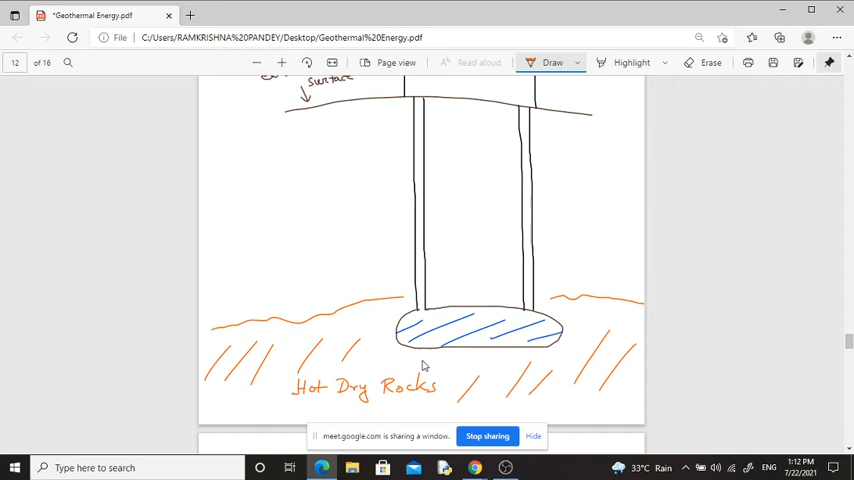 *Geothermal Energy.pdf
File
C:/Users/RAMKRISHNA%20PANDEY/Desktop/Geothermal%20Energy.pdf
12 of 16
Page view
Read aloud
Draw
Highlight
Erase
surface
Hot Dry Rocks
meet.google.com is sharing a window.
Stop sharing
Hide
Type here to search
33°C Rain
ENG
1:12 PM
7/22/2021